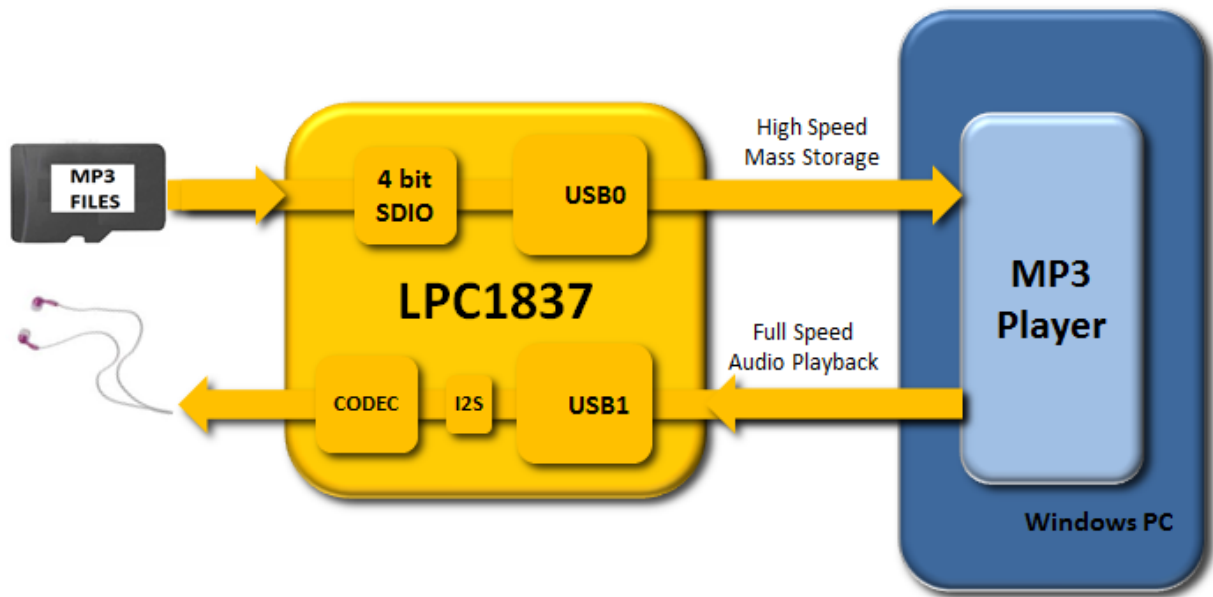 MP3
FILES
4 bit
SDIO
USB0
High Speed
Mass Storage
LPC1837
MP3
Player
CODEC
I2S
USB1
Full Speed
Audio Playback
Windows PC